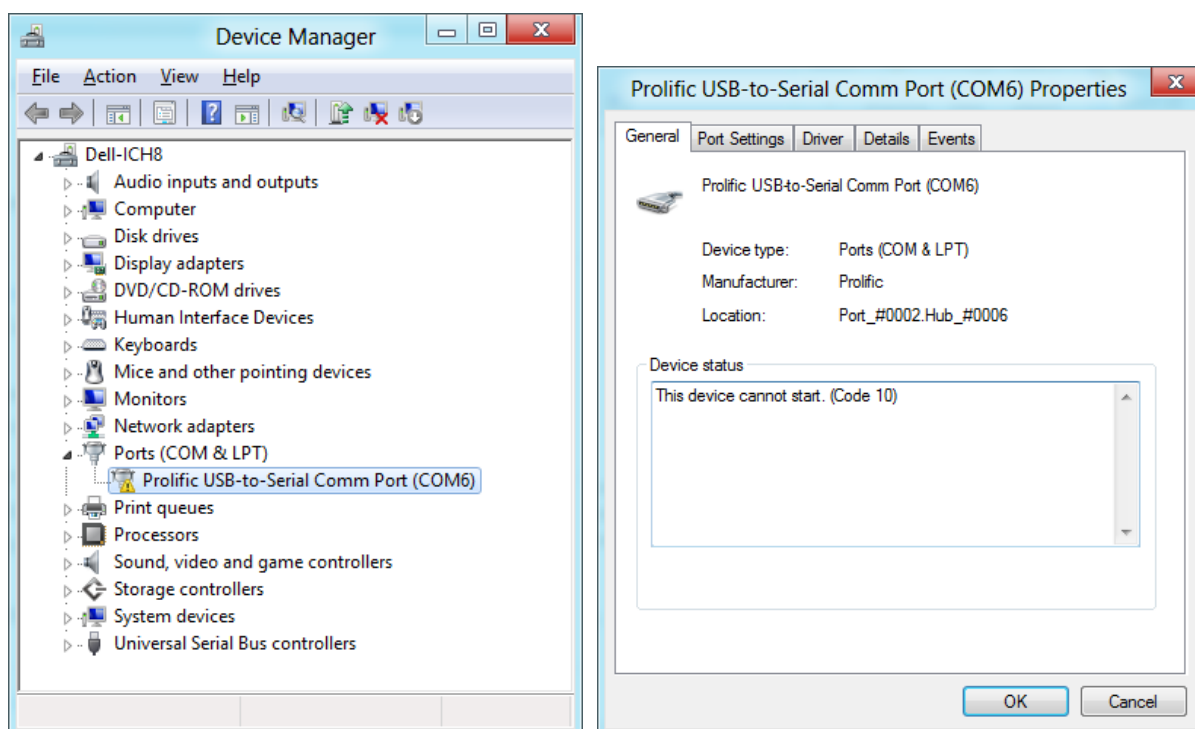 Device Manager
File Action View Help
Dell-ICH8
Audio inputs and outputs
Computer
Disk drives
Display adapters
DVD/CD-ROM drives
Human Interface Devices
Keyboards
Mice and other pointing devices
Monitors
Network adapters
Ports (COM & LPT)
Prolific USB-to-Serial Comm Port (COM6)
Print queues
Processors
Sound, video and game controllers
Storage controllers
System devices
Universal Serial Bus controllers
Prolific USB-to-Serial Comm Port (COM6) Properties
General Port Settings Driver Details Events
Prolific USB-to-Serial Comm Port (COM6)
Device type: Ports (COM & LPT)
Manufacturer: Prolific
Location: Port_#0002.Hub_#0006
Device status
This device cannot start. (Code 10)
OK Cancel